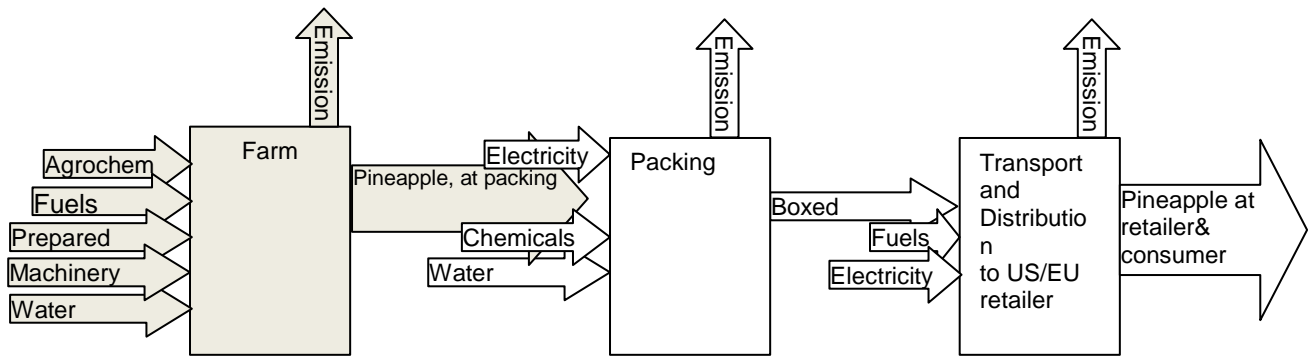 Emission
Agrochem
Fuels
Prepared
Machinery
Water
Farm
Pineapple, at packing
Emission
Electricity
Chemicals
Water
Packing
Boxed
Emission
Fuels
Electricity
Transport
and
Distributio
n
to US/EU
retailer
Pineapple at
retailer&
consumer